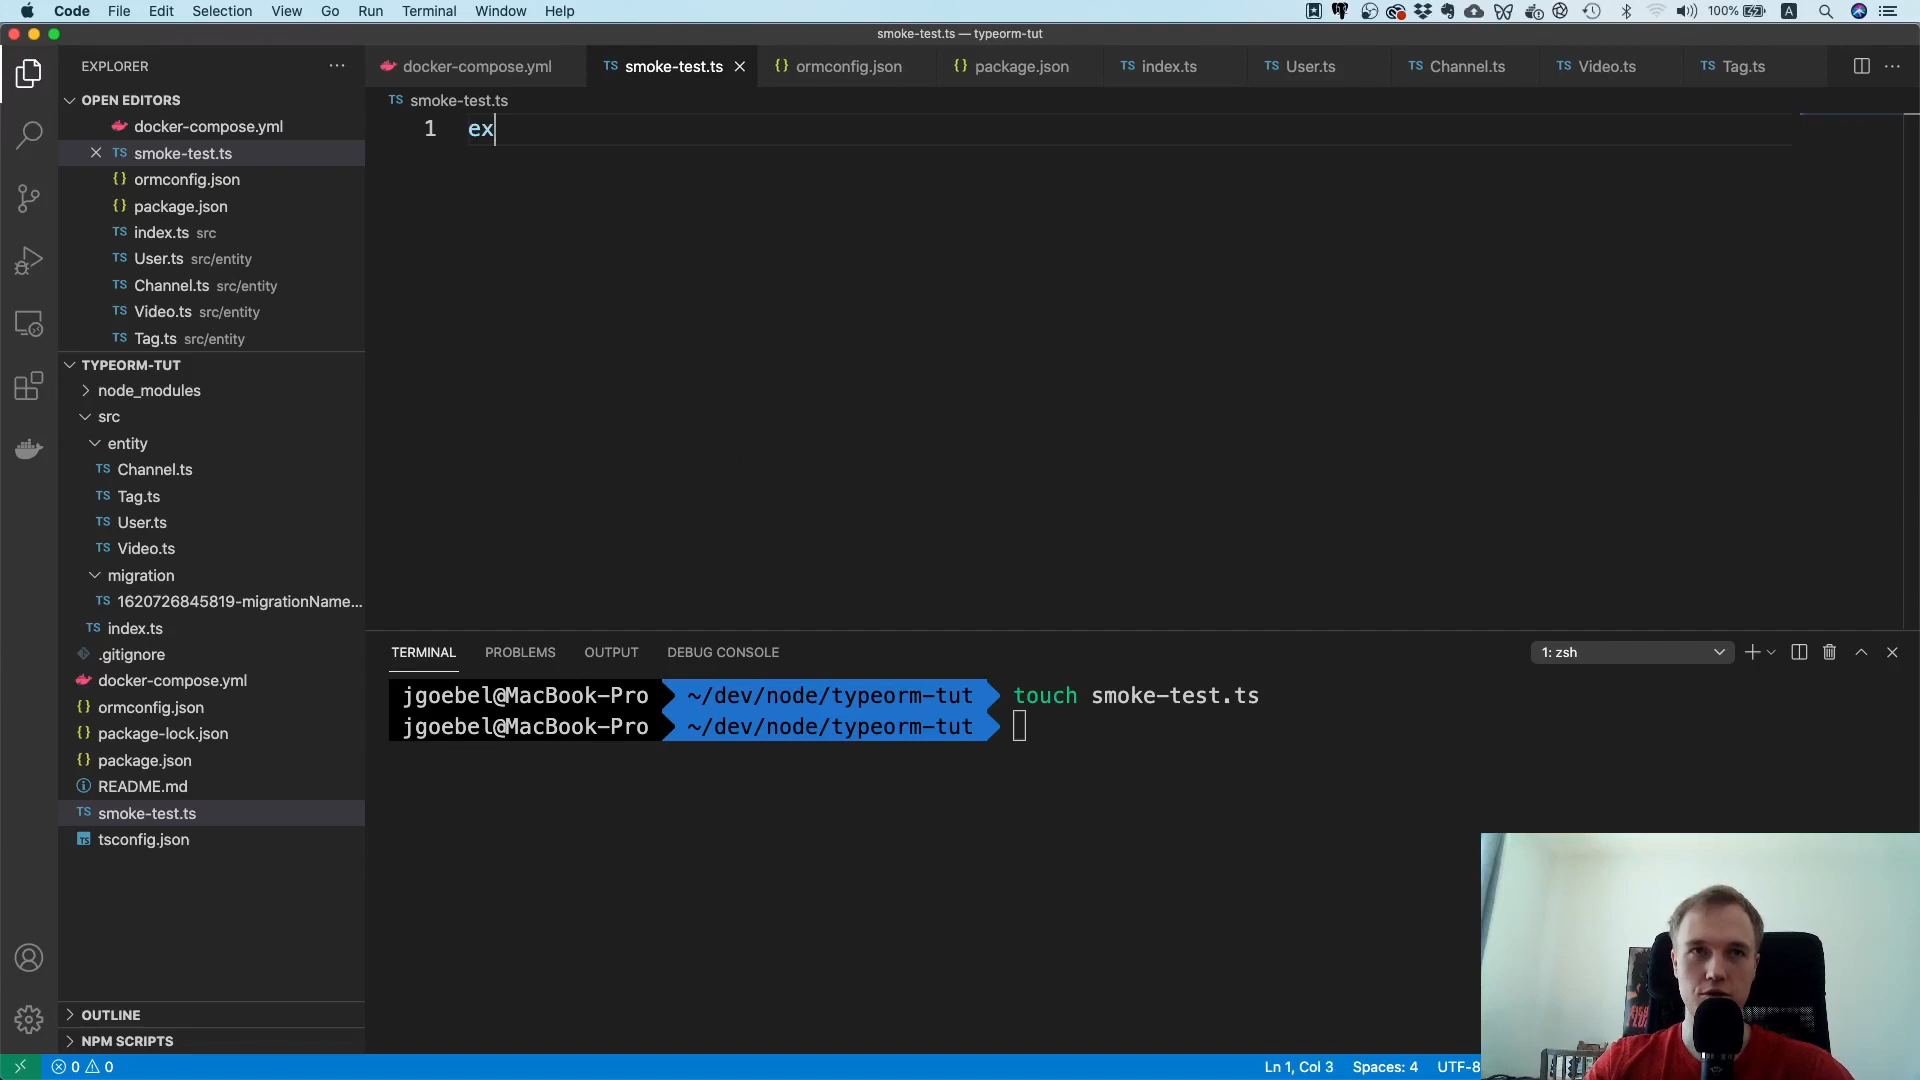 Code File Edit Selection View Go Run Terminal Window Help 100% A
smoke-test.ts — typeorm-tut
EXPLORER
docker-compose.yml TS smoke-test.ts {} ormconfig.json {} package.json TS index.ts TS User.ts TS Channel.ts TS Video.ts TS Tag.ts
OPEN EDITORS
docker-compose.yml
TS smoke-test.ts
{} ormconfig.json
{} package.json
TS index.ts src
TS User.ts src/entity
TS Channel.ts src/entity
TS Video.ts src/entity
TS Tag.ts src/entity
TYPEORM-TUT
node_modules
src
entity
TS Channel.ts
TS Tag.ts
TS User.ts
TS Video.ts
migration
TS 1620726845819-migrationName...
TS index.ts
.gitignore
docker-compose.yml
{} ormconfig.json
{} package-lock.json
{} package.json
README.md
TS smoke-test.ts
TS tsconfig.json
OUTLINE
NPM SCRIPTS
TS smoke-test.ts
1 ex
TERMINAL PROBLEMS OUTPUT DEBUG CONSOLE 1: zsh
jgoebel@MacBook-Pro ~/dev/node/typeorm-tut touch smoke-test.ts
jgoebel@MacBook-Pro ~/dev/node/typeorm-tut
0 0 Ln 1, Col 3 Spaces: 4 UTF-8